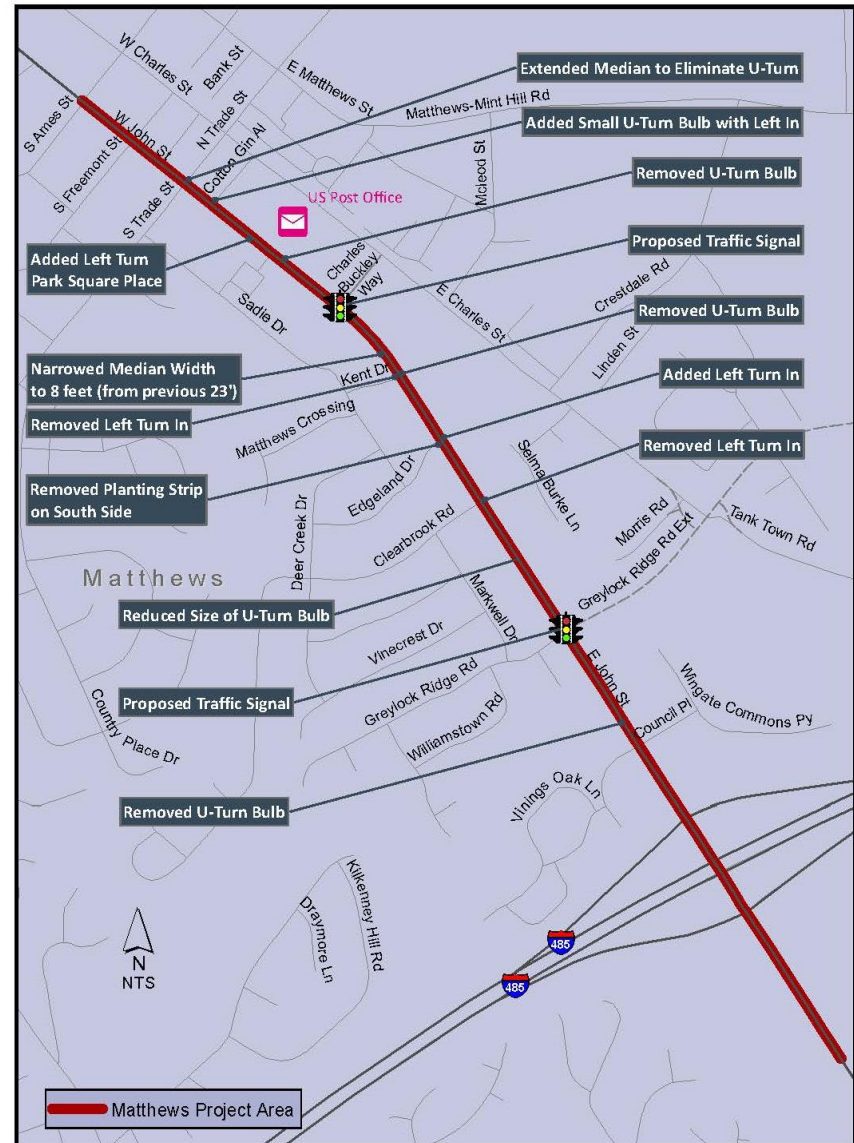 W Charles St
Bank St
E Matthews St
Extended Median to Eliminate U-Turn
Matthews-Mint Hill Rd
S Ames St
W John St
N Trade St
Added Small U-Turn Bulb with Left In
S Freemont St
Cotton Gin Al
Mcleod St
S Trade St
US Post Office
Removed U-Turn Bulb
Added Left Turn
Park Square Place
Charles
Buckley
Way
Proposed Traffic Signal
Sadie Dr
E Charles St
Crestdale Rd
Removed U-Turn Bulb
Linden St
Narrowed Median Width
to 8 feet (from previous 23')
Kent Dr
Added Left Turn In
Removed Left Turn In
Matthews Crossing
Removed Left Turn In
Removed Planting Strip
on South Side
Edgeland Dr
Selma Burke Ln
Deer Creek Dr
Clearbrook Rd
Morris Rd
Tank Town Rd
Greylock Ridge Rd Ext
Matthews
Markwell Dr
Reduced Size of U-Turn Bulb
Vinecrest Dr
Greylock Ridge Rd
E John St
Proposed Traffic Signal
Williamstown Rd
Council Pl
Wingate Commons Py
Country Place Dr
Removed U-Turn Bulb
Vinings Oak Ln
Kilkenney Hill Rd
Draymore Ln
N
NTS
485
485
Matthews Project Area